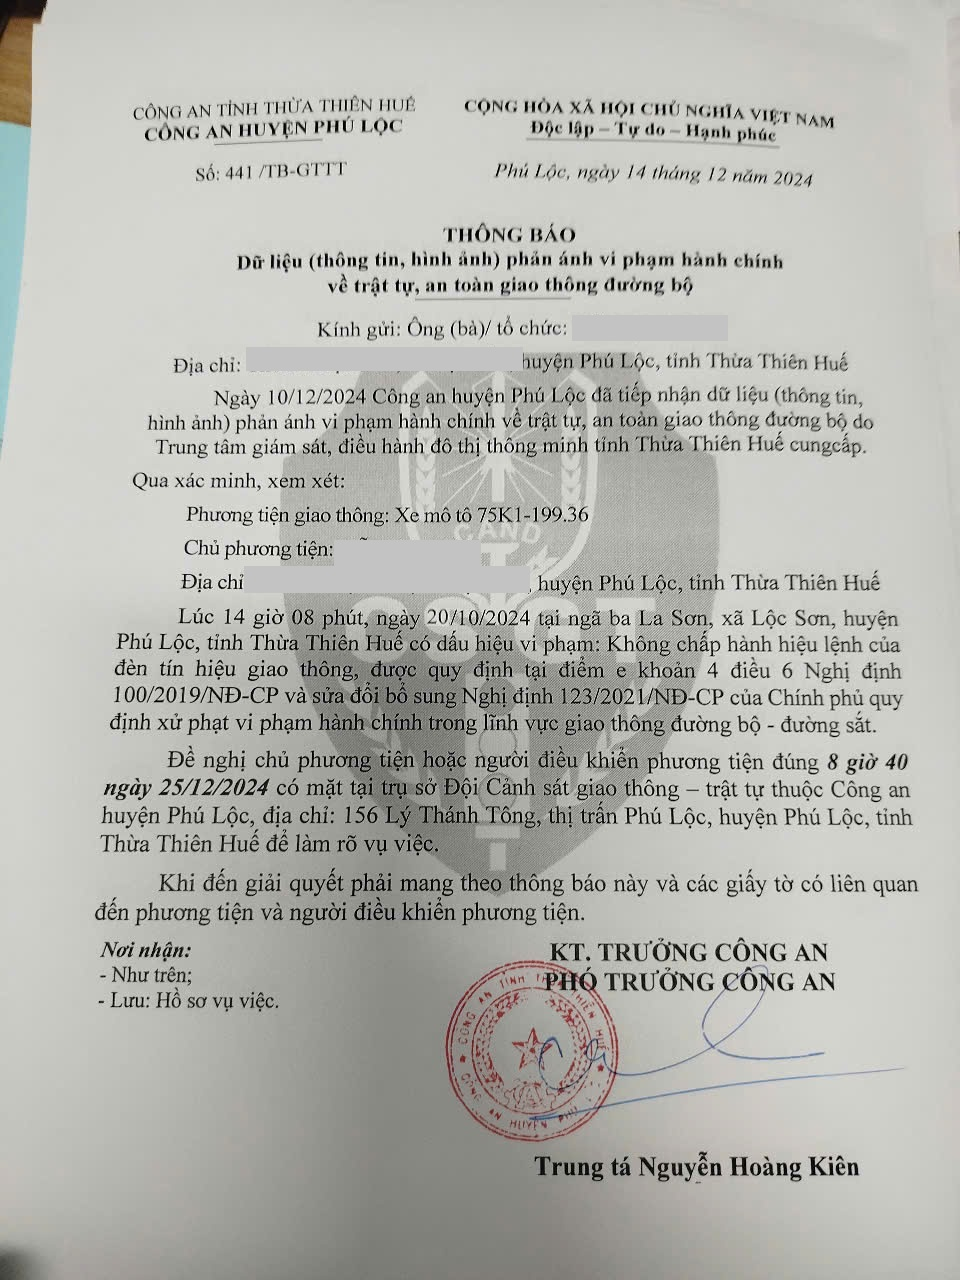 CÔNG AN TỈNH THỪA THIÊN HUẾ
CÔNG AN HUYỆN PHÚ LỘC
Số: 441 /TB-GTTT
CỘNG HÒA XÃ HỘI CHỦ NGHĨA VIỆT NAM
Độc lập – Tự do – Hạnh phúc
Phú Lộc, ngày 14 tháng 12 năm 2024
THÔNG BÁO
Dữ liệu (thông tin, hình ảnh) phản ánh vi phạm hành chính
về trật tự, an toàn giao thông đường bộ
Kính gửi: Ông (bà)/ tổ chức:
Địa chỉ: huyện Phú Lộc, tỉnh Thừa Thiên Huế
Ngày 10/12/2024 Công an huyện Phú Lộc đã tiếp nhận dữ liệu (thông tin,
hình ảnh) phản ánh vi phạm hành chính về trật tự, an toàn giao thông đường bộ do
Trung tâm giám sát, điều hành đô thị thông minh tỉnh Thừa Thiên Huế cungcấp.
Qua xác minh, xem xét:
Phương tiện giao thông: Xe mô tô 75K1-199.36
Chủ phương tiện:
Địa chỉ , huyện Phú Lộc, tỉnh Thừa Thiên Huế
Lúc 14 giờ 08 phút, ngày 20/10/2024 tại ngã ba La Sơn, xã Lộc Sơn, huyện
Phú Lộc, tỉnh Thừa Thiên Huế có dấu hiệu vi phạm: Không chấp hành hiệu lệnh của
đèn tín hiệu giao thông, được quy định tại điểm e khoản 4 điều 6 Nghị định
100/2019/NĐ-CP và sửa đổi bổ sung Nghị định 123/2021/NĐ-CP của Chính phủ quy
định xử phạt vi phạm hành chính trong lĩnh vực giao thông đường bộ - đường sắt.
Đề nghị chủ phương tiện hoặc người điều khiển phương tiện đúng 8 giờ 40
ngày 25/12/2024 có mặt tại trụ sở Đội Cảnh sát giao thông – trật tự thuộc Công an
huyện Phú Lộc, địa chỉ: 156 Lý Thánh Tông, thị trấn Phú Lộc, huyện Phú Lộc, tỉnh
Thừa Thiên Huế để làm rõ vụ việc.
Khi đến giải quyết phải mang theo thông báo này và các giấy tờ có liên quan
đến phương tiện và người điều khiển phương tiện.
Nơi nhận:
- Như trên;
- Lưu: Hồ sơ vụ việc.
KT. TRƯỞNG CÔNG AN
PHÓ TRƯỞNG CÔNG AN
CÔNG AN TỈNH THỪA THIÊN HUẾ
CÔNG AN HUYỆN PHÚ
Trung tá Nguyễn Hoàng Kiên
CAND